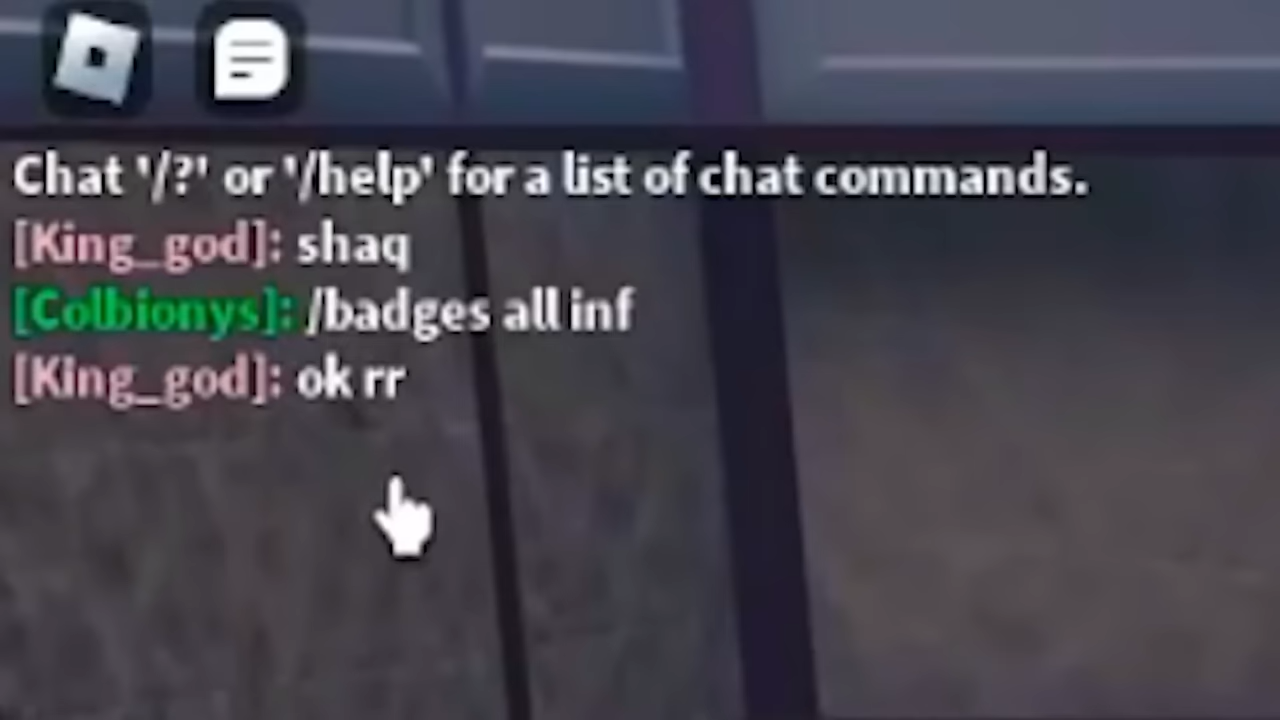 Chat '/?' or '/help' for a list of chat commands.
[King_god]: shaq
[Colbionys]: /badges all inf
[King_god]: ok rr